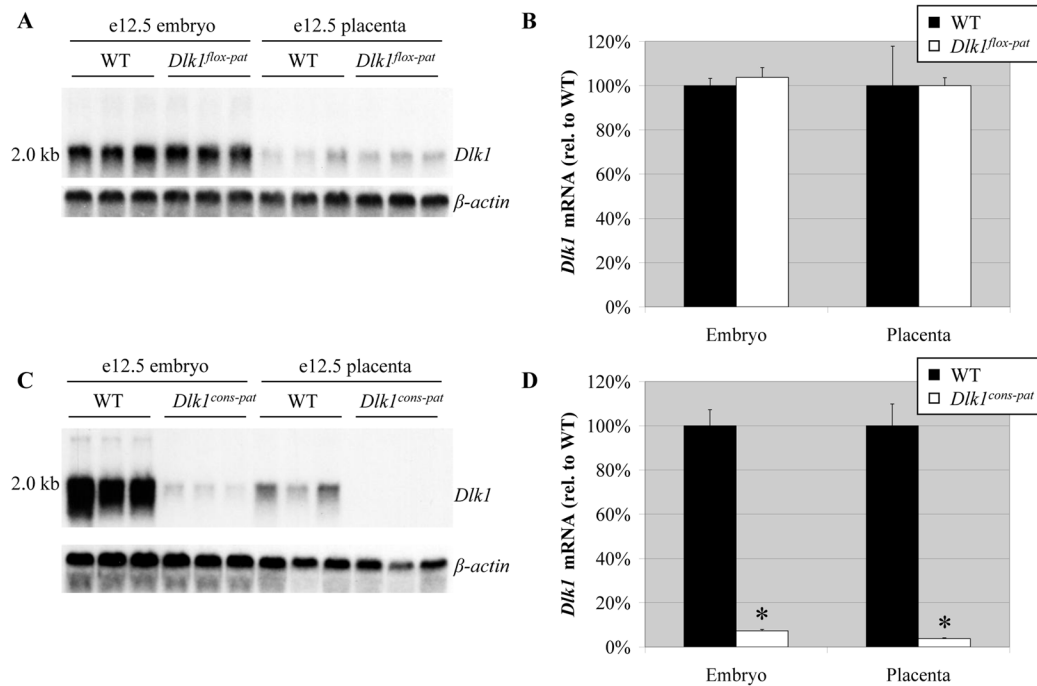 A
e12.5 embryo e12.5 placenta
WT Dlk1flox-pat WT Dlk1flox-pat
2.0 kb
Dlk1
β-actin
B
WT
Dlk1flox-pat
Dlk1 mRNA (rel. to WT)
120%
100%
80%
60%
40%
20%
0%
Embryo Placenta
C
e12.5 embryo e12.5 placenta
WT Dlk1cons-pat WT Dlk1cons-pat
2.0 kb
Dlk1
β-actin
D
WT
Dlk1cons-pat
Dlk1 mRNA (rel. to WT)
120%
100%
80%
60%
40%
20%
0%
* *
Embryo Placenta